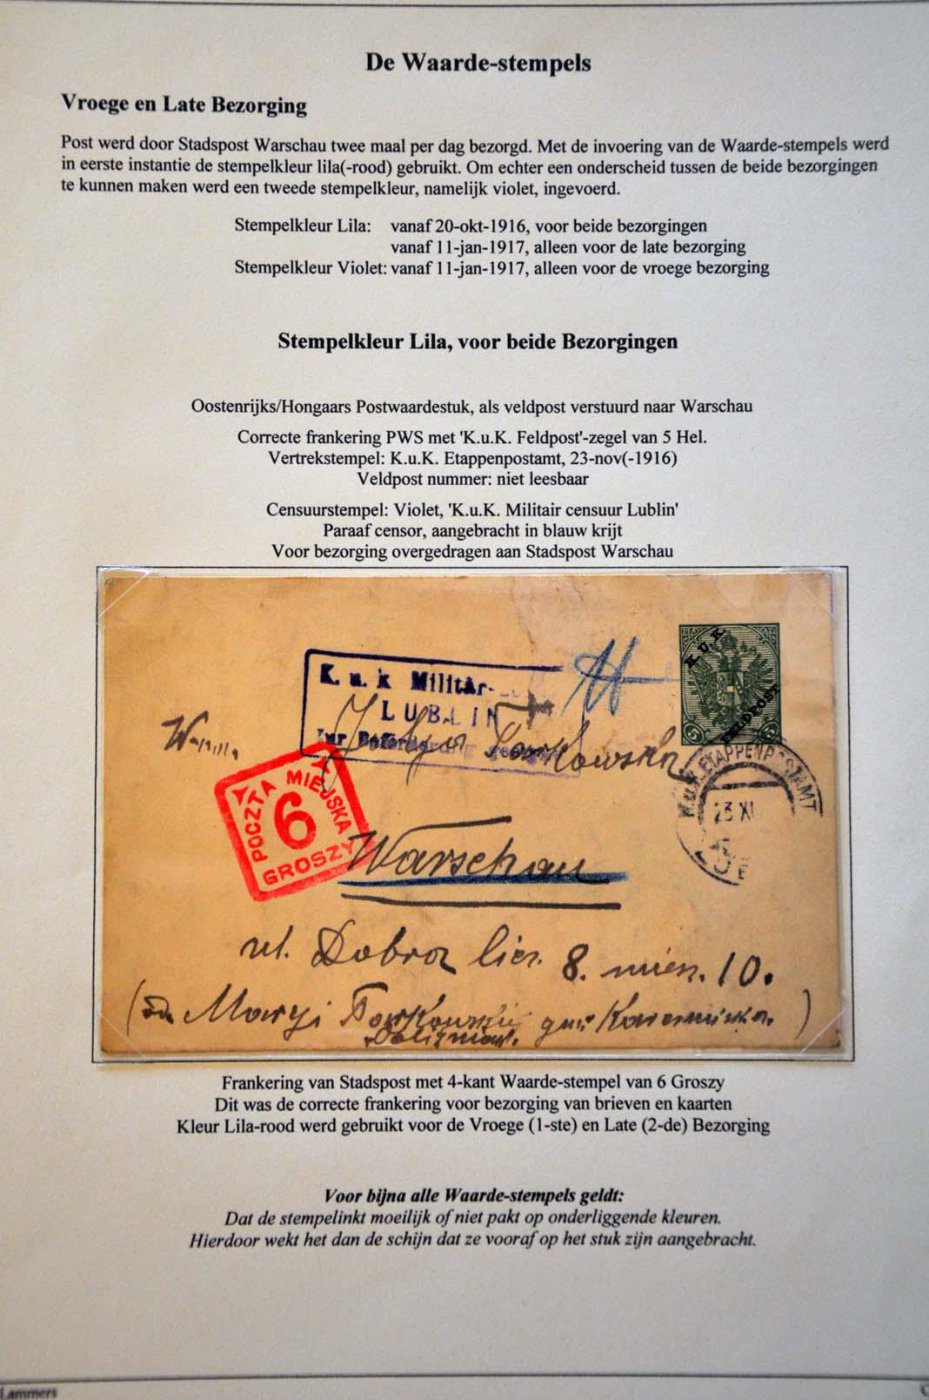 De Waarde-stempels
Vroege en Late Bezorging
Post werd door Stadspost Warschau twee maal per dag bezorgd. Met de invoering van de Waarde-stempels werd
in eerste instantie de stempelkleur lila(-rood) gebruikt. Om echter een onderscheid tussen de beide bezorgingen
te kunnen maken werd een tweede stempelkleur, namelijk violet, ingevoerd.
Stempelkleur Lila: vanaf 20-okt-1916, voor beide bezorgingen
vanaf 11-jan-1917, alleen voor de late bezorging
Stempelkleur Violet: vanaf 11-jan-1917, alleen voor de vroege bezorging
Stempelkleur Lila, voor beide Bezorgingen
Oostenrijks/Hongaars Postwaardestuk, als veldpost verstuurd naar Warschau
Correcte frankering PWS met 'K.u.K. Feldpost'-zegel van 5 Hel.
Vertrekstempel: K.u.K. Etappenpostamt, 23-nov(-1916)
Veldpost nummer: niet leesbaar
Censuurstempel: Violet, 'K.u.K. Militair censuur Lublin'
Paraaf censor, aangebracht in blauw krijt
Voor bezorging overgedragen aan Stadspost Warschau
K.U.K.
FELDPOST
5 5
K. u. k Militär-
LUBLIN
K.u.K. ETAPPENPOSTAMT
23 XI
POCZTA MIEJSKA
6
GROSZY
Warschau
ul. Dobra 8. 10.
Maryi
Frankering van Stadspost met 4-kant Waarde-stempel van 6 Groszy
Dit was de correcte frankering voor bezorging van brieven en kaarten
Kleur Lila-rood werd gebruikt voor de Vroege (1-ste) en Late (2-de) Bezorging
Voor bijna alle Waarde-stempels geldt:
Dat de stempelinkt moeilijk of niet pakt op onderliggende kleuren.
Hierdoor wekt het dan de schijn dat ze vooraf op het stuk zijn aangebracht.
Lammers